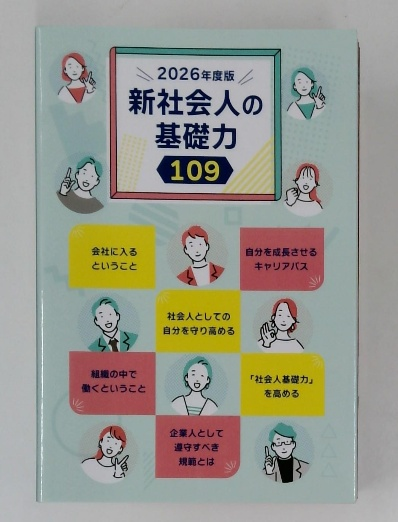 2026年度版
新社会人の
基礎力
109
会社に入る
ということ
自分を成長させる
キャリアパス
社会人としての
自分を守り高める
組織の中で
働くということ
「社会人基礎力」
を高める
企業人として
遵守すべき
規範とは